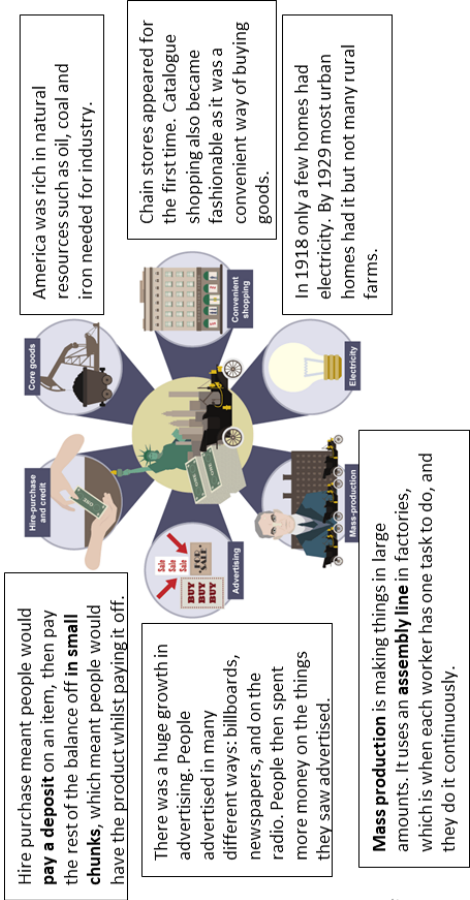 Hire purchase meant people would
pay a deposit on an item, then pay
the rest of the balance off in small
chunks, which meant people would
have the product whilst paying it off.
Hire-purchase
and credit
Core goods
America was rich in natural
resources such as oil, coal and
iron needed for industry.
There was a huge growth in
advertising. People
advertised in many
different ways: billboards,
newspapers, and on the
radio. People then spent
more money on the things
they saw advertised.
BUY
BUY
BUY
Sale
Sale
Sale
FOR
SALE
Advertising
Convenient
shopping
Chain stores appeared for
the first time. Catalogue
shopping also became
fashionable as it was a
convenient way of buying
goods.
Mass-production
Electricity
In 1918 only a few homes had
electricity. By 1929 most urban
homes had it but not many rural
farms.
Mass production is making things in large
amounts. It uses an assembly line in factories,
which is when each worker has one task to do, and
they do it continuously.